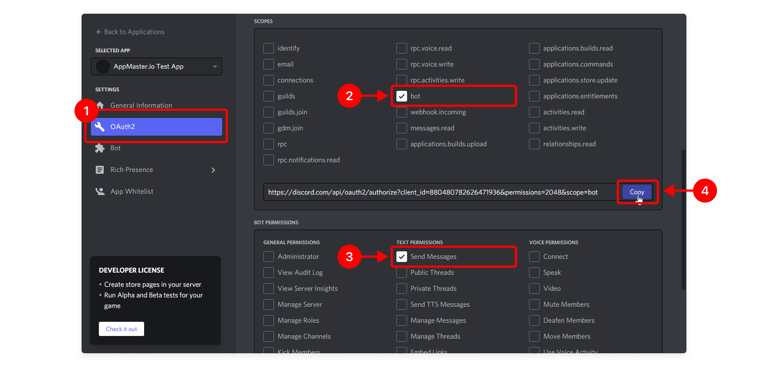 ← Back to Applications
SELECTED APP
AppMaster.io Test App
SETTINGS
1
General Information
OAuth2
Bot
Rich Presence
App Whitelist
DEVELOPER LICENSE
• Create store pages in your server
• Run Alpha and Beta tests for your
game
Check it out
SCOPES
identify
rpc.voice.read
applications.builds.read
email
rpc.voice.write
applications.commands
connections
rpc.activities.write
applications.store.update
guilds
2
bot
applications.entitlements
guilds.join
webhook.incoming
activities.read
gdm.join
messages.read
activities.write
rpc
applications.builds.upload
relationships.read
rpc.notifications.read
https://discord.com/api/oauth2/authorize?client_id=880480782626471936&permissions=2048&scope=bot
Copy
4
BOT PERMISSIONS
GENERAL PERMISSIONS
TEXT PERMISSIONS
VOICE PERMISSIONS
Administrator
3
Send Messages
Connect
View Audit Log
Public Threads
Speak
View Server Insights
Private Threads
Video
Manage Server
Send TTS Messages
Mute Members
Manage Roles
Manage Messages
Deafen Members
Manage Channels
Manage Threads
Move Members
Kick Members
Embed Links
Use Voice Activity